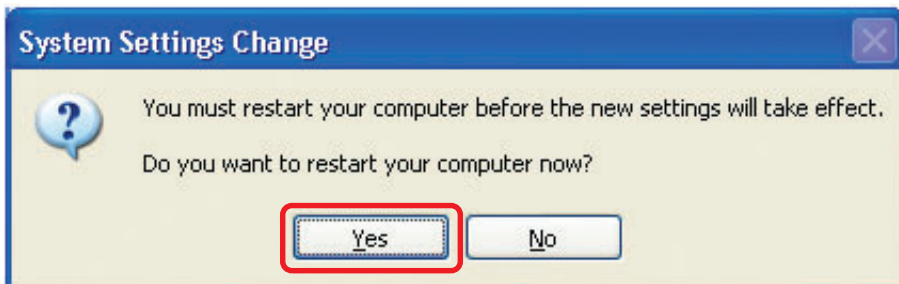 System Settings Change
You must restart your computer before the new settings will take effect.
Do you want to restart your computer now?
Yes
No